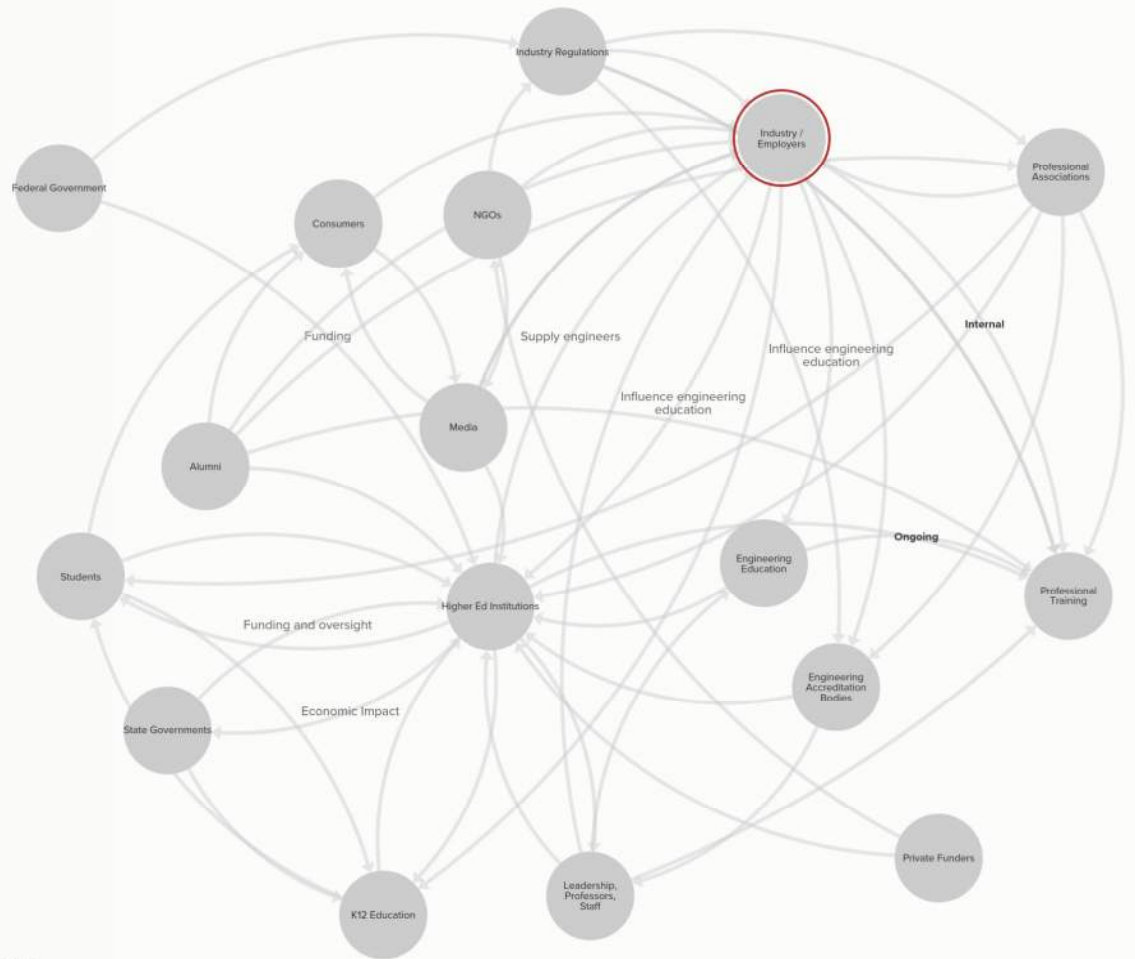 Industry Regulations
Industry /
Employers
Professional
Associations
Federal Government
Consumers
NGOs
Internal
Funding
Supply engineers
Influence engineering
education
Influence engineering
education
Media
Alumni
Ongoing
Engineering
Education
Students
Professional
Training
Higher Ed Institutions
Funding and oversight
Engineering
Accreditation
Bodies
Economic Impact
State Governments
Private Funders
Leadership,
Professors,
Staff
K12 Education